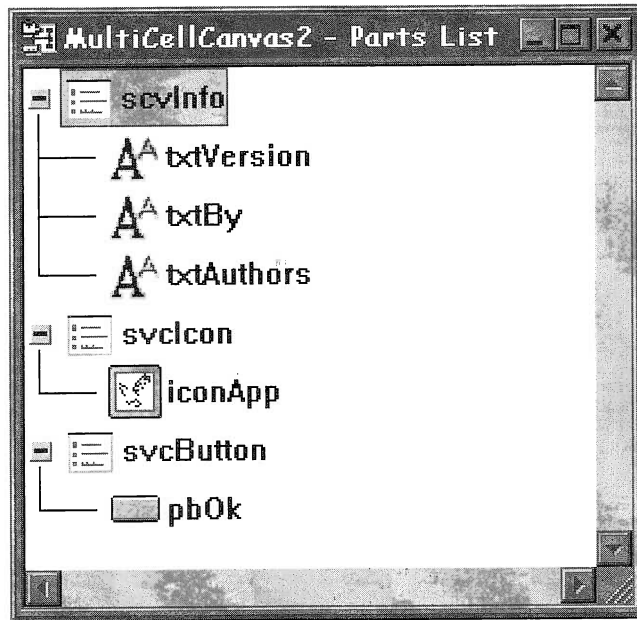 MultiCellCanvas2 - Parts List
scvInfo
txtVersion
txtBy
txtAuthors
svcIcon
iconApp
svcButton
pbOk